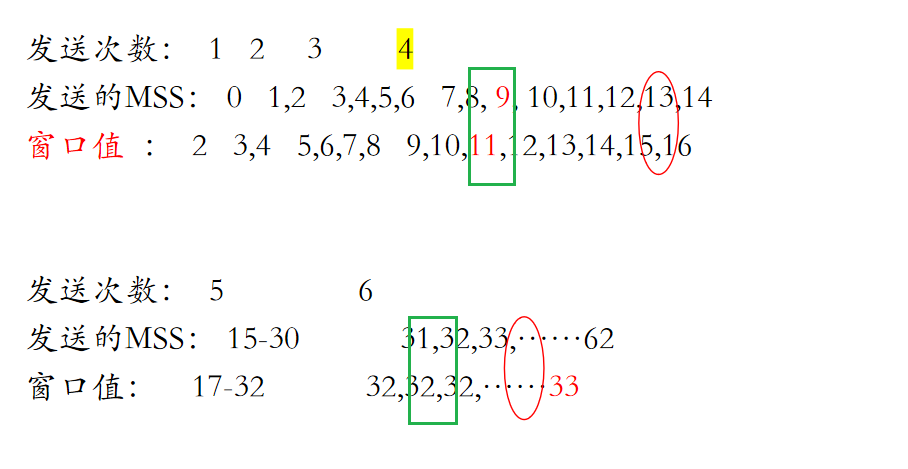 发送次数： 1 2 3 4
发送的MSS： 0 1,2 3,4,5,6 7,8, 9, 10,11,12,13,14
窗口值 ： 2 3,4 5,6,7,8 9,10,11,12,13,14,15,16
发送次数： 5 6
发送的MSS： 15-30 31,32,33,⋯⋯62
窗口值： 17-32 32,32,32,⋯⋯33